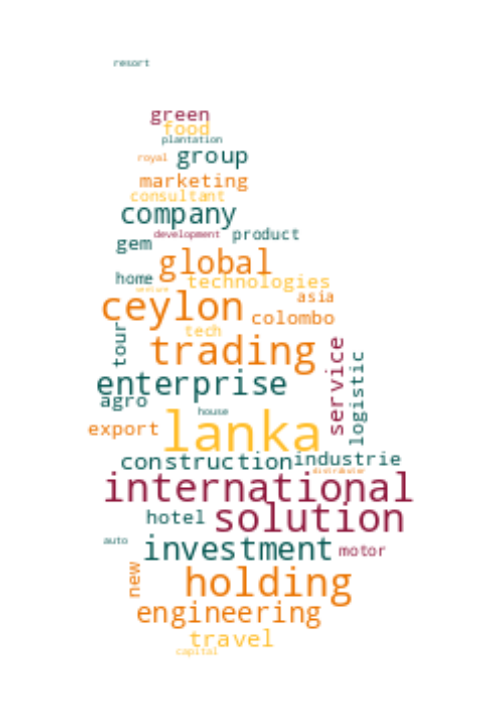 resort
green
food
plantation
royal group
marketing
consultant
company
development product
gem
global
home technologies
asia
ceylon colombo
tech
tour
trading
service
logistic
enterprise
agro
house
export lanka
construction industrie
distributor
international
hotel solution
auto investment motor
new
holding
engineering
travel
capital